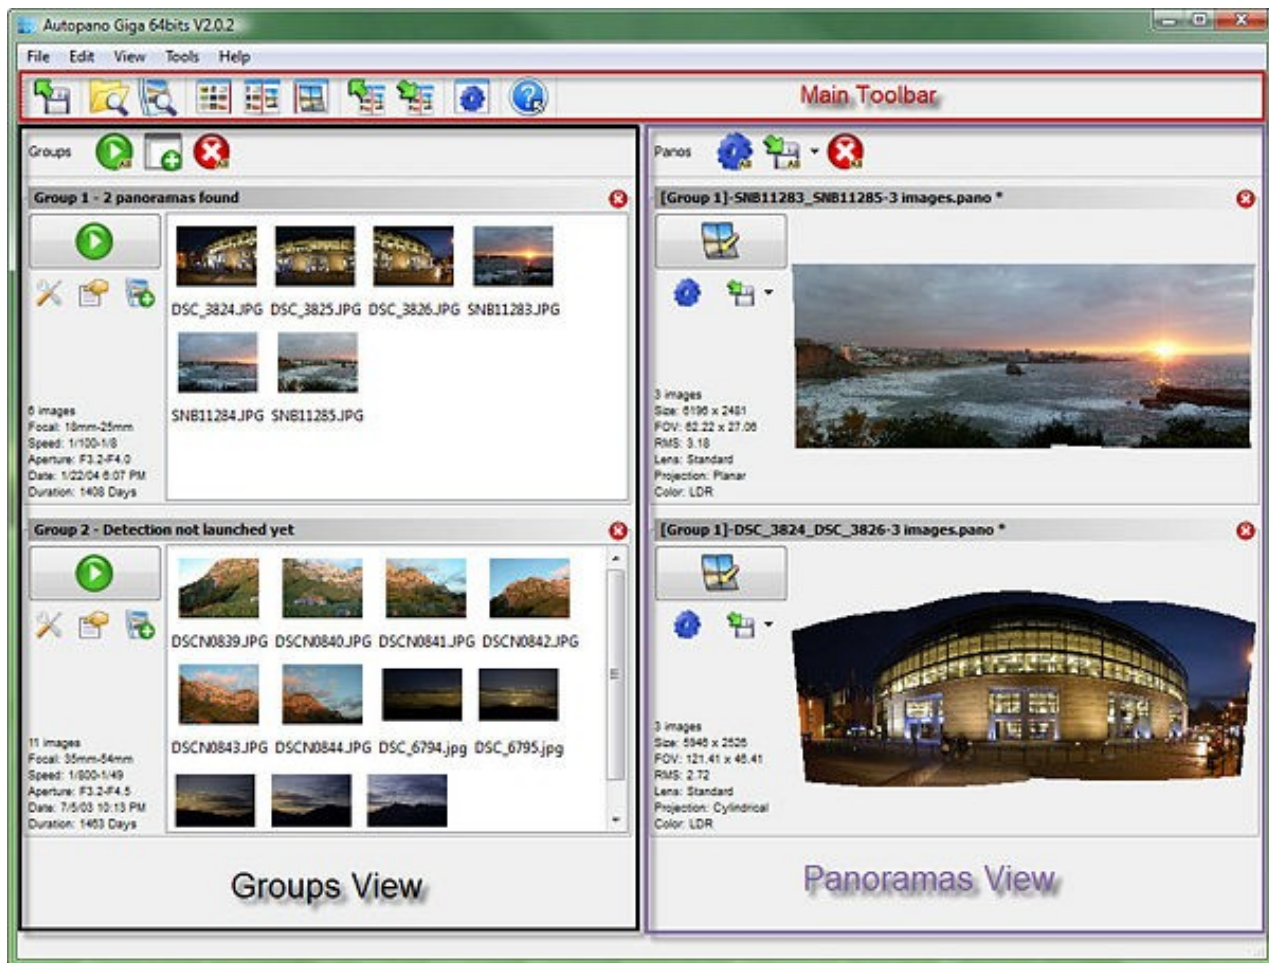 Autopano Giga 64bits V2.0.2
File Edit View Tools Help
Main Toolbar
Groups
All
All
Group 1 - 2 panoramas found
DSC_3824.JPG DSC_3825.JPG DSC_3826.JPG SNB11283.JPG
SNB11284.JPG SNB11285.JPG
6 images
Focal: 18mm-25mm
Speed: 1/100-1/8
Aperture: F3.2-F4.0
Date: 1/22/04 6:07 PM
Duration: 1408 Days
Group 2 - Detection not launched yet
DSCN0839.JPG DSCN0840.JPG DSCN0841.JPG DSCN0842.JPG
DSCN0843.JPG DSCN0844.JPG DSC_6794.jpg DSC_6795.jpg
11 images
Focal: 35mm-54mm
Speed: 1/800-1/49
Aperture: F3.2-F4.5
Date: 7/5/03 10:13 PM
Duration: 1463 Days
Groups View
Panos
All
All
All
[Group 1]-SNB11283_SNB11285-3 images.pano *
3 images
Size: 6196 x 2481
FOV: 62.22 x 27.06
RMS: 3.18
Lens: Standard
Projection: Planar
Color: LDR
[Group 1]-DSC_3824_DSC_3826-3 images.pano *
3 images
Size: 5946 x 2526
FOV: 121.41 x 46.41
RMS: 2.72
Lens: Standard
Projection: Cylindrical
Color: LDR
Panoramas View